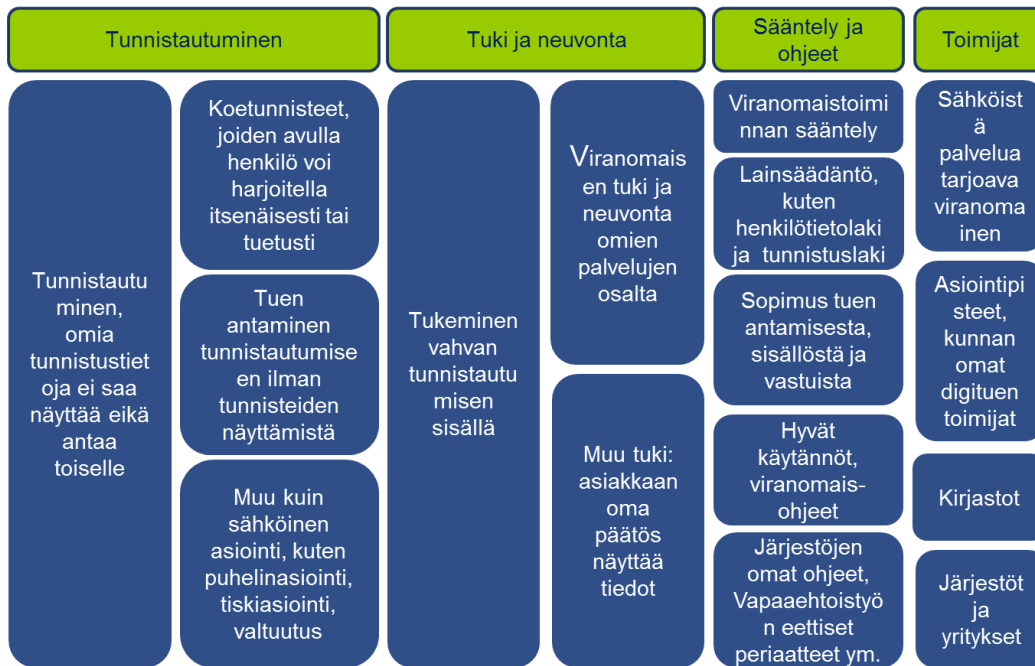 Tunnistautuminen
Tuki ja neuvonta
Sääntely ja
ohjeet
Toimijat
Tunnistautu
minen,
omia
tunnistustiet
oja ei saa
näyttää eikä
antaa
toiselle
Koetunnisteet,
joiden avulla
henkilö voi
harjoitella
itsenäisesti tai
tuetusti
Tuen
antaminen
tunnistautumise
en ilman
tunnisteiden
näyttämistä
Muu kuin
sähköinen
asiointi, kuten
puhelinasiointi,
tiskiasiointi,
valtuutus
Tukeminen
vahvan
tunnistautu
misen
sisällä
Viranomais
en tuki ja
neuvonta
omien
palvelujen
osalta
Muu tuki:
asiakkaan
oma
päätös
näyttää
tiedot
Viranomaistoimi
nnan sääntely
Lainsäädäntö,
kuten
henkilötietolaki
ja tunnistuslaki
Sopimus tuen
antamisesta,
sisällöstä ja
vastuista
Hyvät
käytännöt,
viranomais-
ohjeet
Järjestöjen
omat ohjeet,
Vapaaehtoistyö
n eettiset
periaatteet ym.
Sähköist
ä
palvelua
tarjoava
viranoma
inen
Asiointipi
steet,
kunnan
omat
digituen
toimijat
Kirjastot
Järjestöt
ja
yritykset